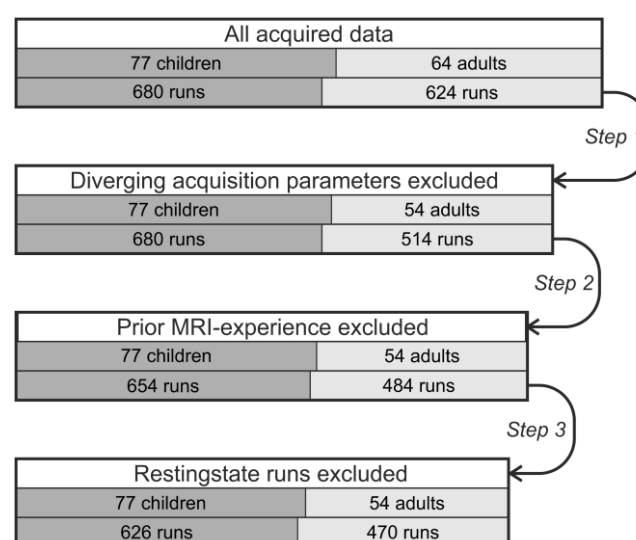 All acquired data
77 children 64 adults
680 runs 624 runs
Step
Diverging acquisition parameters excluded
77 children 54 adults
680 runs 514 runs
Step 2
Prior MRI-experience excluded
77 children 54 adults
654 runs 484 runs
Step 3
Restingstate runs excluded
77 children 54 adults
626 runs 470 runs